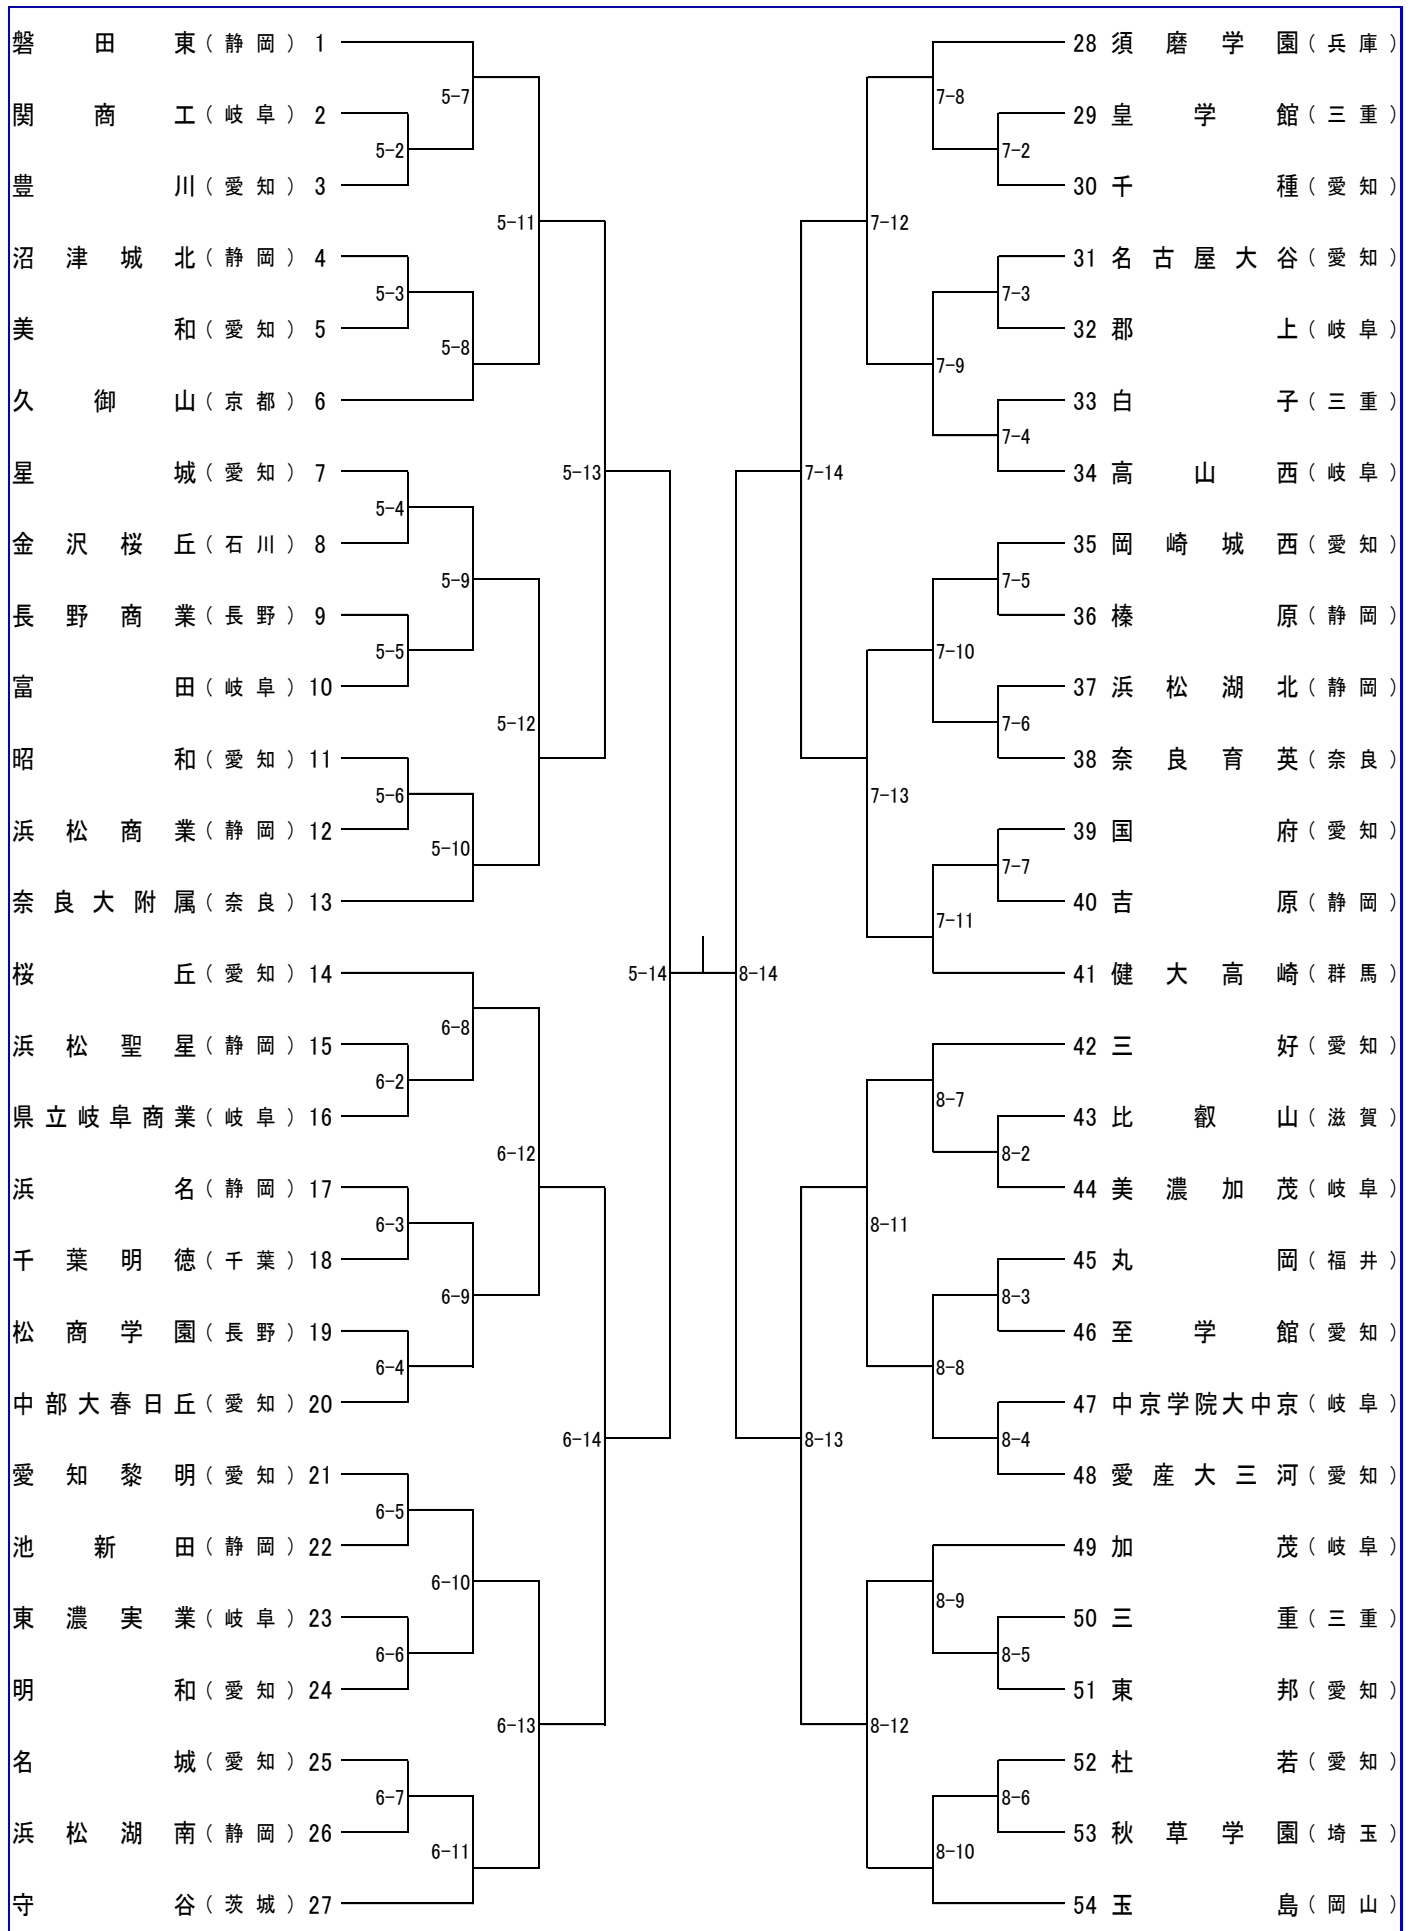 磐田東（静岡）1
5-7
関商工（岐阜）2
5-2
豊川（愛知）3
5-11
沼津城北（静岡）4
5-3
美和（愛知）5
5-8
久御山（京都）6
星城（愛知）7
5-13
5-4
金沢桜丘（石川）8
5-9
長野商業（長野）9
5-5
富田（岐阜）10
5-12
昭和（愛知）11
5-6
浜松商業（静岡）12
5-10
奈良大附属（奈良）13
桜丘（愛知）14
5-14
6-8
浜松聖星（静岡）15
6-2
県立岐阜商業（岐阜）16
6-12
浜名（静岡）17
6-3
千葉明徳（千葉）18
6-9
松商学園（長野）19
6-4
中部大春日丘（愛知）20
6-14
愛知黎明（愛知）21
6-5
池新田（静岡）22
6-10
東濃実業（岐阜）23
6-6
明和（愛知）24
6-13
名城（愛知）25
6-7
浜松湖南（静岡）26
6-11
守谷（茨城）27
28 須磨学園（兵庫）
7-8
29 皇学館（三重）
7-2
30 千種（愛知）
7-12
31 名古屋大谷（愛知）
7-3
32 郡上（岐阜）
7-9
33 白子（三重）
7-4
34 高山西（岐阜）
7-14
35 岡崎城西（愛知）
7-5
36 榛原（静岡）
7-10
37 浜松湖北（静岡）
7-6
38 奈良育英（奈良）
7-13
39 国府（愛知）
7-7
40 吉原（静岡）
7-11
41 健大高崎（群馬）
8-14
42 三好（愛知）
8-7
43 比叡山（滋賀）
8-2
44 美濃加茂（岐阜）
8-11
45 丸岡（福井）
8-3
46 至学館（愛知）
8-8
47 中京学院大中京（岐阜）
8-4
8-13
48 愛産大三河（愛知）
49 加茂（岐阜）
8-9
50 三重（三重）
8-5
51 東邦（愛知）
8-12
52 杜若（愛知）
8-6
53 秋草学園（埼玉）
8-10
54 玉島（岡山）